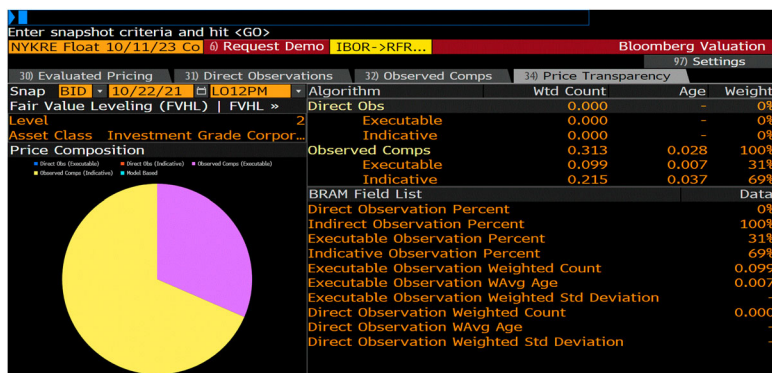 Enter snapshot criteria and hit <GO>
NYKRE Float 10/11/23 Co 6) Request Demo IBOR->RFR... Bloomberg Valuation
97) Settings
30) Evaluated Pricing 31) Direct Observations 32) Observed Comps 34) Price Transparency
Snap BID 10/22/21 LO12PM
Fair Value Leveling (FVHL) | FVHL »
Level 2
Asset Class Investment Grade Corpor...
Price Composition
Direct Obs (Executable) Direct Obs (Indicative) Observed Comps (Executable)
Observed Comps (Indicative) Model Based
Algorithm Wtd Count Age Weight
Direct Obs 0.000 - 0%
Executable 0.000 - 0%
Indicative 0.000 - 0%
Observed Comps 0.313 0.028 100%
Executable 0.099 0.007 31%
Indicative 0.215 0.037 69%
BRAM Field List Data
Direct Observation Percent 0%
Indirect Observation Percent 100%
Executable Observation Percent 31%
Indicative Observation Percent 69%
Executable Observation Weighted Count 0.099
Executable Observation WAvg Age 0.007
Executable Observation Weighted Std Deviation -
Direct Observation Weighted Count 0.000
Direct Observation WAvg Age -
Direct Observation Weighted Std Deviation -